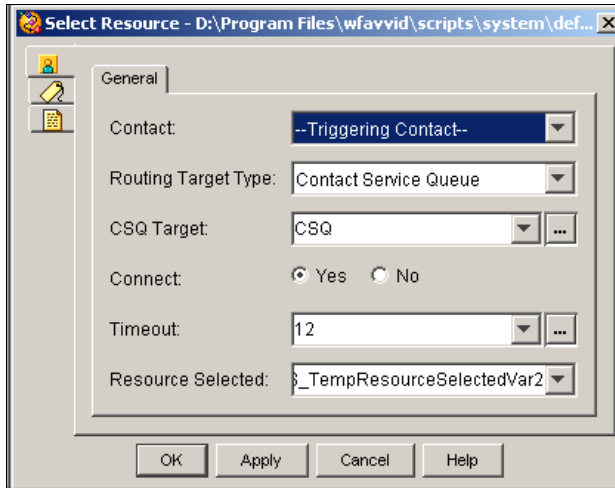 Select Resource - D:\Program Files\wfavvid\scripts\system\def...
General
Contact: --Triggering Contact--
Routing Target Type: Contact Service Queue
CSQ Target: CSQ ...
Connect: Yes No
Timeout: 12 ...
Resource Selected: $_TempResourceSelectedVar2
OK Apply Cancel Help